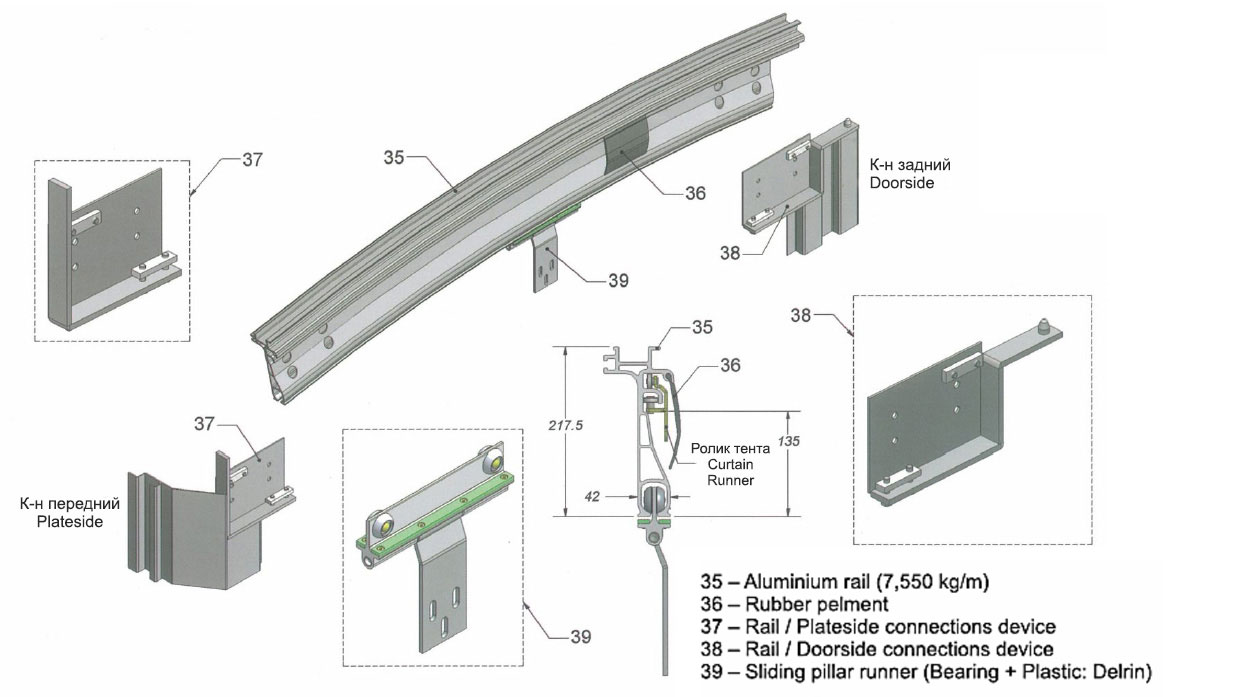 37
35
36
39
К-н задний
Doorside
38
38
35
36
217.5
135
Ролик тента
Curtain
Runner
42
37
К-н передний
Plateside
39
35 – Aluminium rail (7,550 kg/m)
36 – Rubber pelment
37 – Rail / Plateside connections device
38 – Rail / Doorside connections device
39 – Sliding pillar runner (Bearing + Plastic: Delrin)